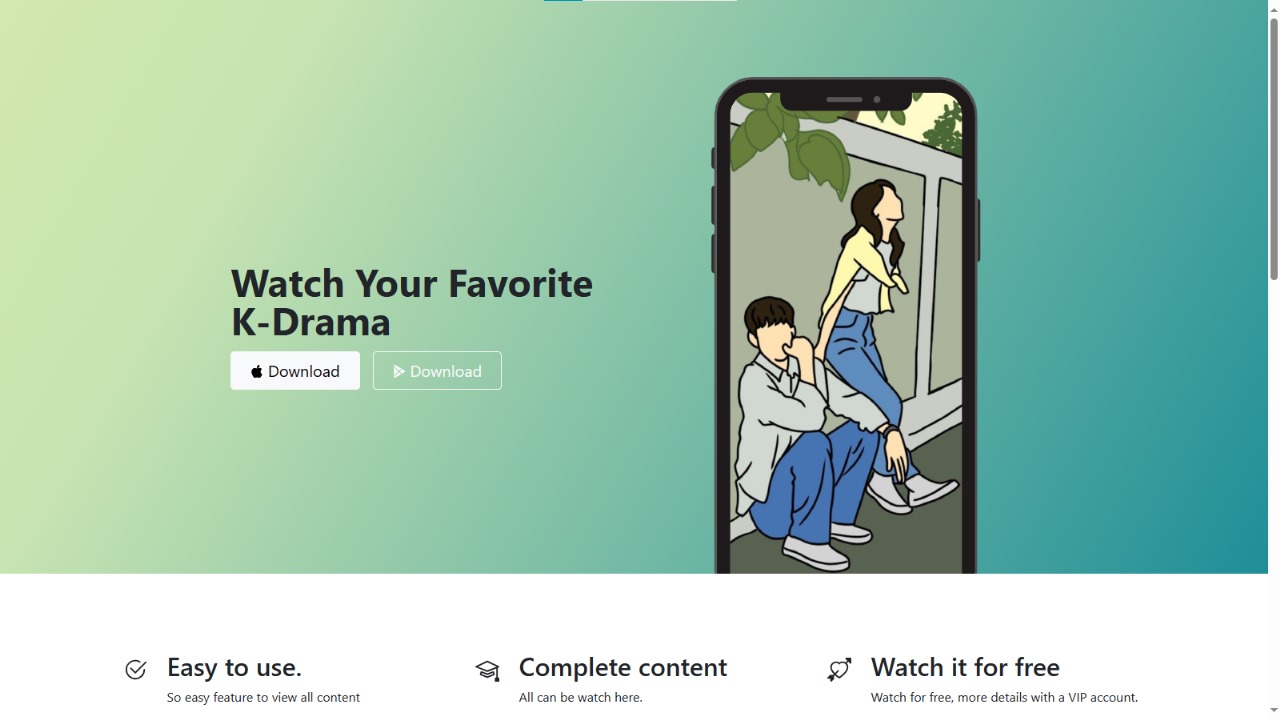 Watch Your Favorite
K-Drama
Download
Download
Easy to use.
So easy feature to view all content
Complete content
All can be watch here.
Watch it for free
Watch for free, more details with a VIP account.